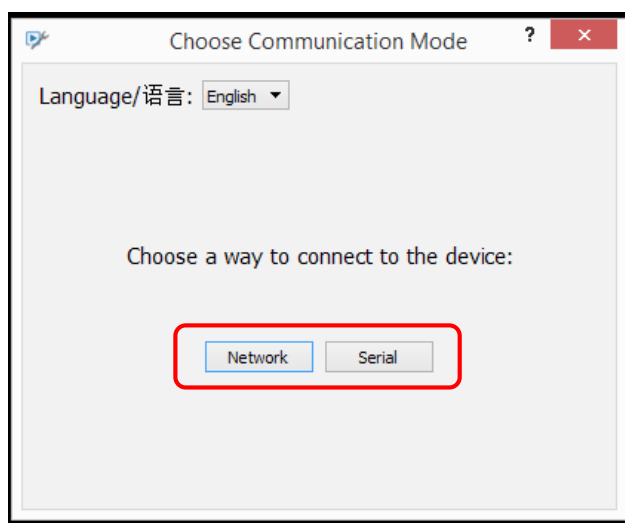 Choose Communication Mode ? ×
Language/语言: English
Choose a way to connect to the device:
Network Serial